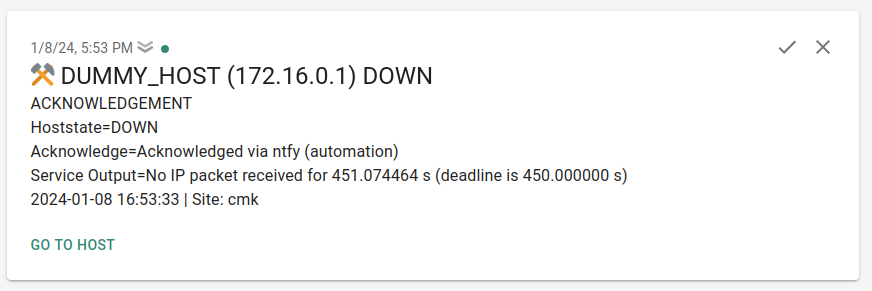 1/8/24, 5:53 PM
DUMMY_HOST (172.16.0.1) DOWN
ACKNOWLEDGEMENT
Hoststate=DOWN
Acknowledge=Acknowledged via ntfy (automation)
Service Output=No IP packet received for 451.074464 s (deadline is 450.000000 s)
2024-01-08 16:53:33 | Site: cmk
GO TO HOST